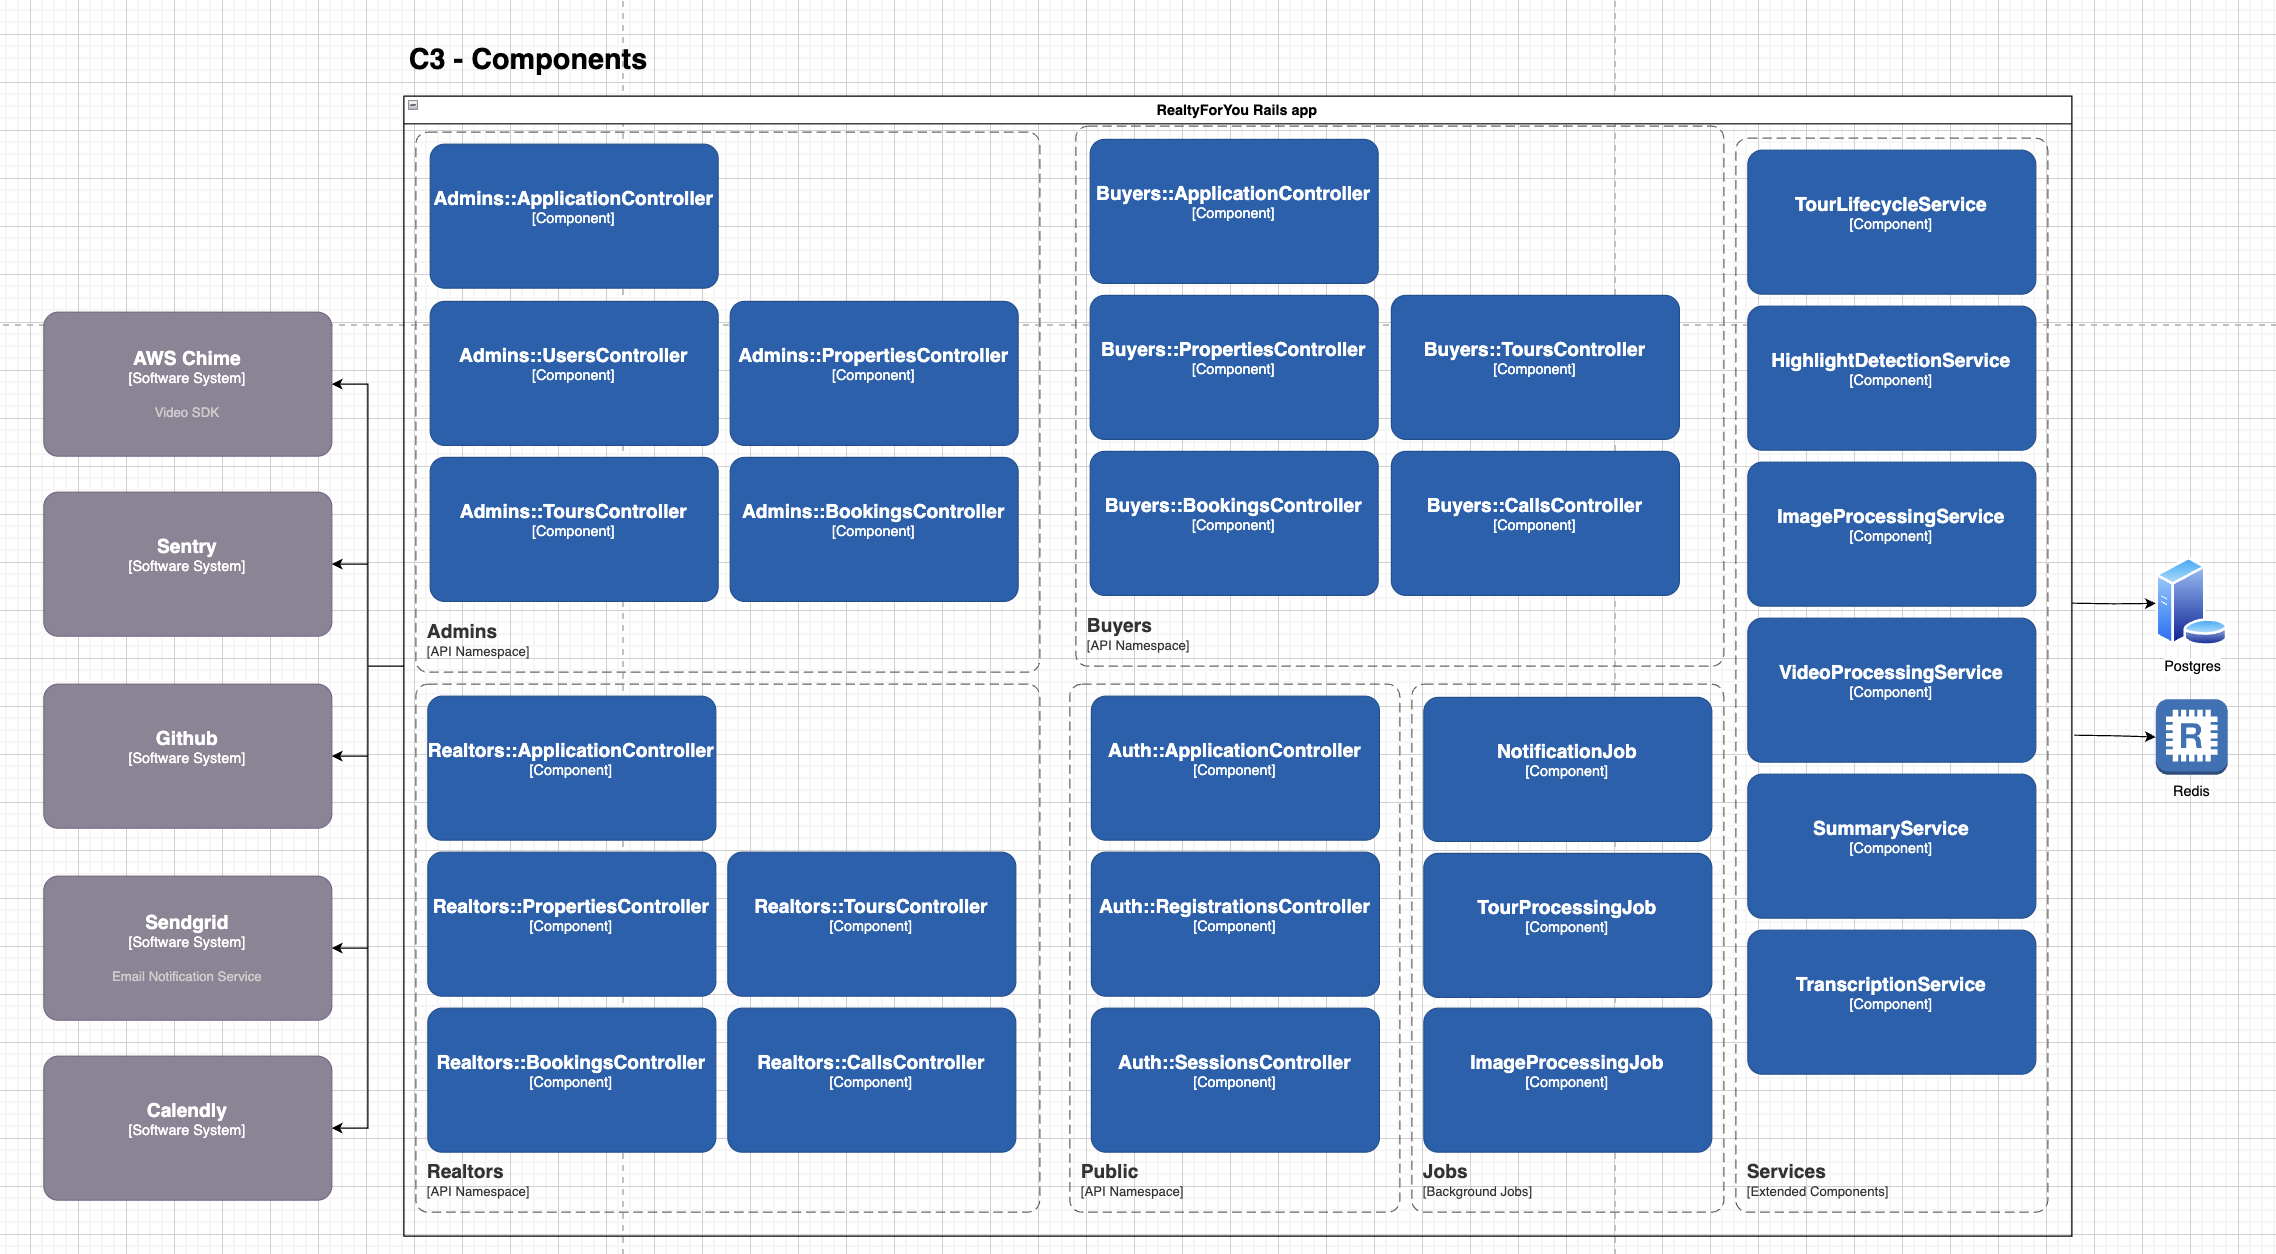 C3 - Components
RealtyForYou Rails app
Admins::ApplicationController
[Component]
Admins::UsersController
[Component]
Admins::PropertiesController
[Component]
Admins::ToursController
[Component]
Admins::BookingsController
[Component]
Admins
[API Namespace]
Buyers::ApplicationController
[Component]
Buyers::PropertiesController
[Component]
Buyers::ToursController
[Component]
Buyers::BookingsController
[Component]
Buyers::CallsController
[Component]
Buyers
[API Namespace]
TourLifecycleService
[Component]
HighlightDetectionService
[Component]
ImageProcessingService
[Component]
VideoProcessingService
[Component]
SummaryService
[Component]
TranscriptionService
[Component]
Services
[Extended Components]
AWS Chime
[Software System]
Video SDK
Sentry
[Software System]
Github
[Software System]
Sendgrid
[Software System]
Email Notification Service
Calendly
[Software System]
Realtors::ApplicationController
[Component]
Realtors::PropertiesController
[Component]
Realtors::ToursController
[Component]
Realtors::BookingsController
[Component]
Realtors::CallsController
[Component]
Realtors
[API Namespace]
Auth::ApplicationController
[Component]
Auth::RegistrationsController
[Component]
Auth::SessionsController
[Component]
Public
[API Namespace]
NotificationJob
[Component]
TourProcessingJob
[Component]
ImageProcessingJob
[Component]
Jobs
[Background Jobs]
Postgres
R
Redis